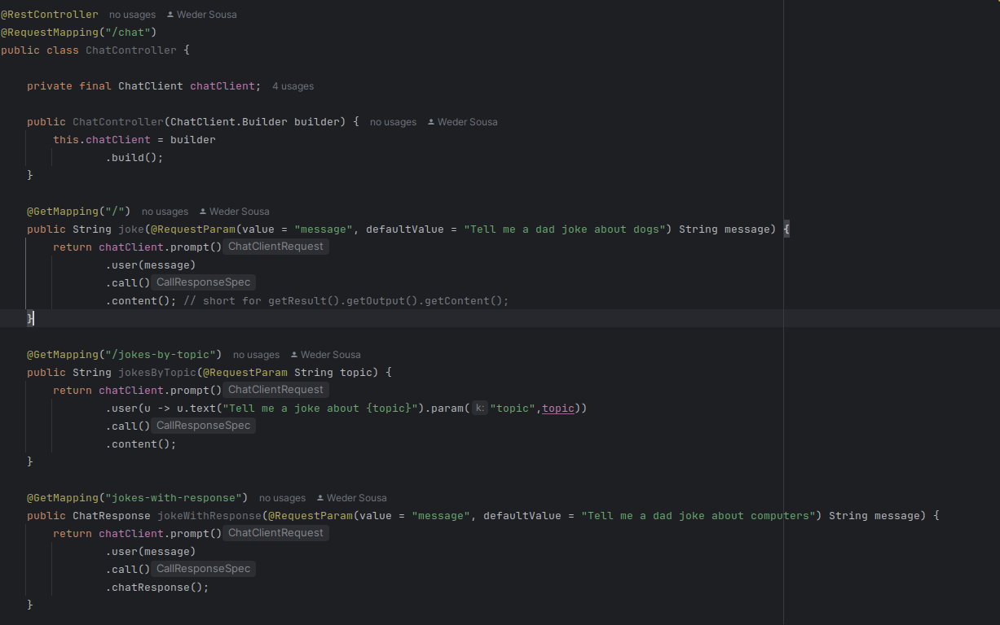 @RestController no usages Weder Sousa
@RequestMapping("/chat")
public class ChatController {
private final ChatClient chatClient; 4 usages
public ChatController(ChatClient.Builder builder) { no usages Weder Sousa
this.chatClient = builder
.build();
}
@GetMapping("/") no usages Weder Sousa
public String joke(@RequestParam(value = "message", defaultValue = "Tell me a dad joke about dogs") String message) {
return chatClient.prompt() ChatClientRequest
.user(message)
.call() CallResponseSpec
.content(); // short for getResult().getOutput().getContent();
}
@GetMapping("/jokes-by-topic") no usages Weder Sousa
public String jokesByTopic(@RequestParam String topic) {
return chatClient.prompt() ChatClientRequest
.user(u -> u.text("Tell me a joke about {topic}").param( k: "topic",topic))
.call() CallResponseSpec
.content();
}
@GetMapping("jokes-with-response") no usages Weder Sousa
public ChatResponse jokeWithResponse(@RequestParam(value = "message", defaultValue = "Tell me a dad joke about computers") String message) {
return chatClient.prompt() ChatClientRequest
.user(message)
.call() CallResponseSpec
.chatResponse();
}